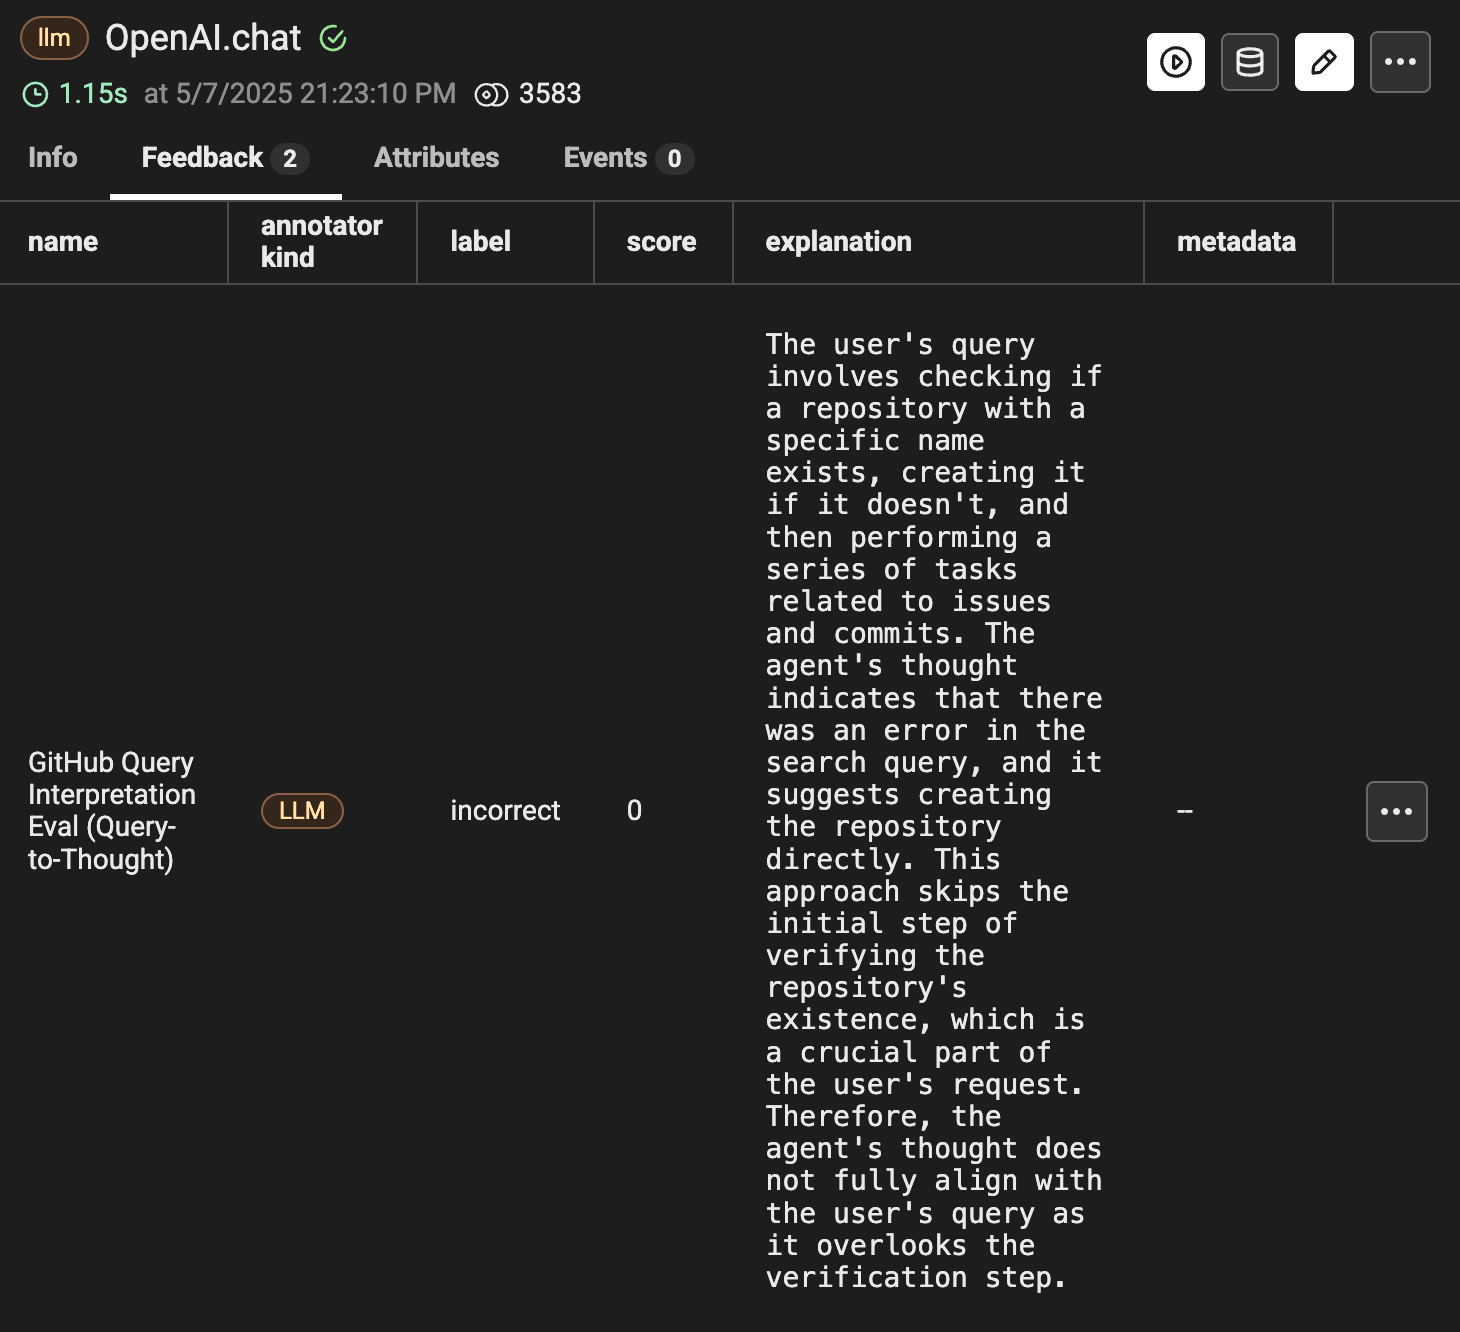 llm OpenAI.chat
1.15s at 5/7/2025 21:23:10 PM 3583
Info Feedback 2 Attributes Events 0
name annotator kind label score explanation metadata
GitHub Query
Interpretation
Eval (Query-
to-Thought)
LLM
incorrect
0
The user's query
involves checking if
a repository with a
specific name
exists, creating it
if it doesn't, and
then performing a
series of tasks
related to issues
and commits. The
agent's thought
indicates that there
was an error in the
search query, and it
suggests creating
the repository
directly. This
approach skips the
initial step of
verifying the
repository's
existence, which is
a crucial part of
the user's request.
Therefore, the
agent's thought does
not fully align with
the user's query as
it overlooks the
verification step.
--